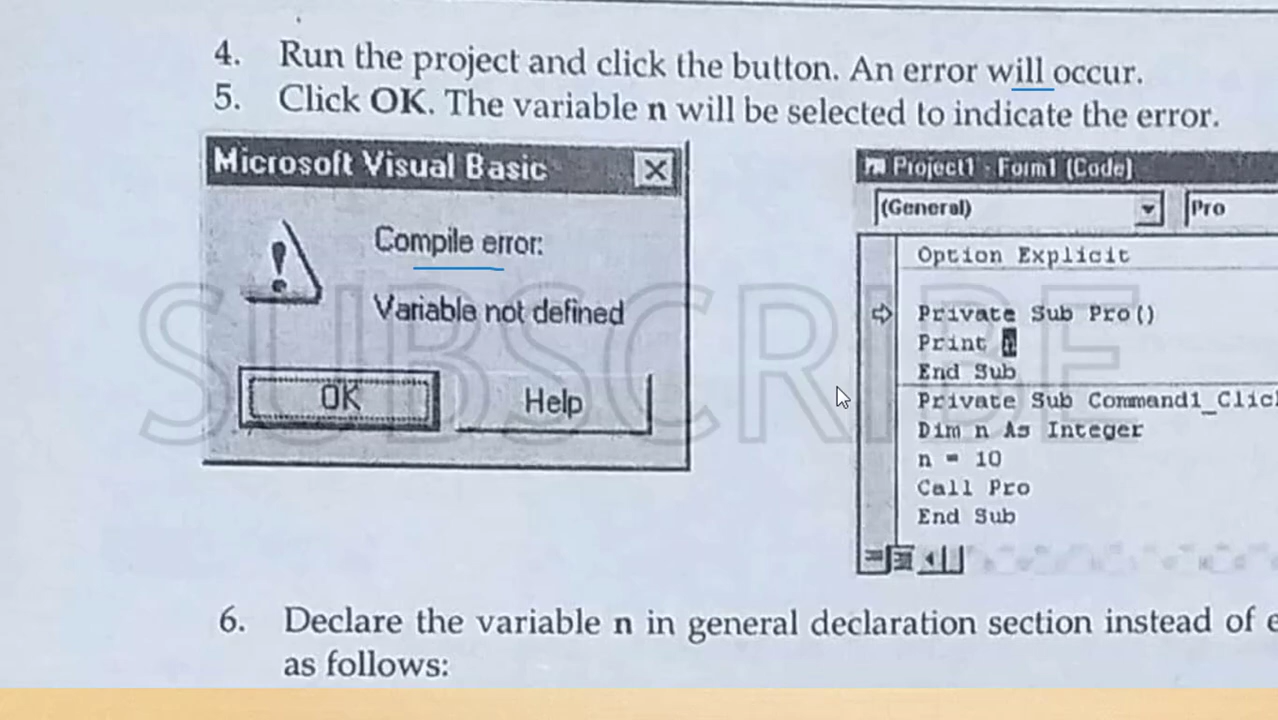 4. Run the project and click the button. An error will occur.
5. Click OK. The variable n will be selected to indicate the error.
Microsoft Visual Basic
Compile error:
Variable not defined
OK
Help
Project1 - Form1 (Code)
(General)
Pro
Option Explicit
Private Sub Pro()
Print n
End Sub
Private Sub Command1_Clic
Dim n As Integer
n = 10
Call Pro
End Sub
SUBSCRIBE
6. Declare the variable n in general declaration section instead of
as follows: